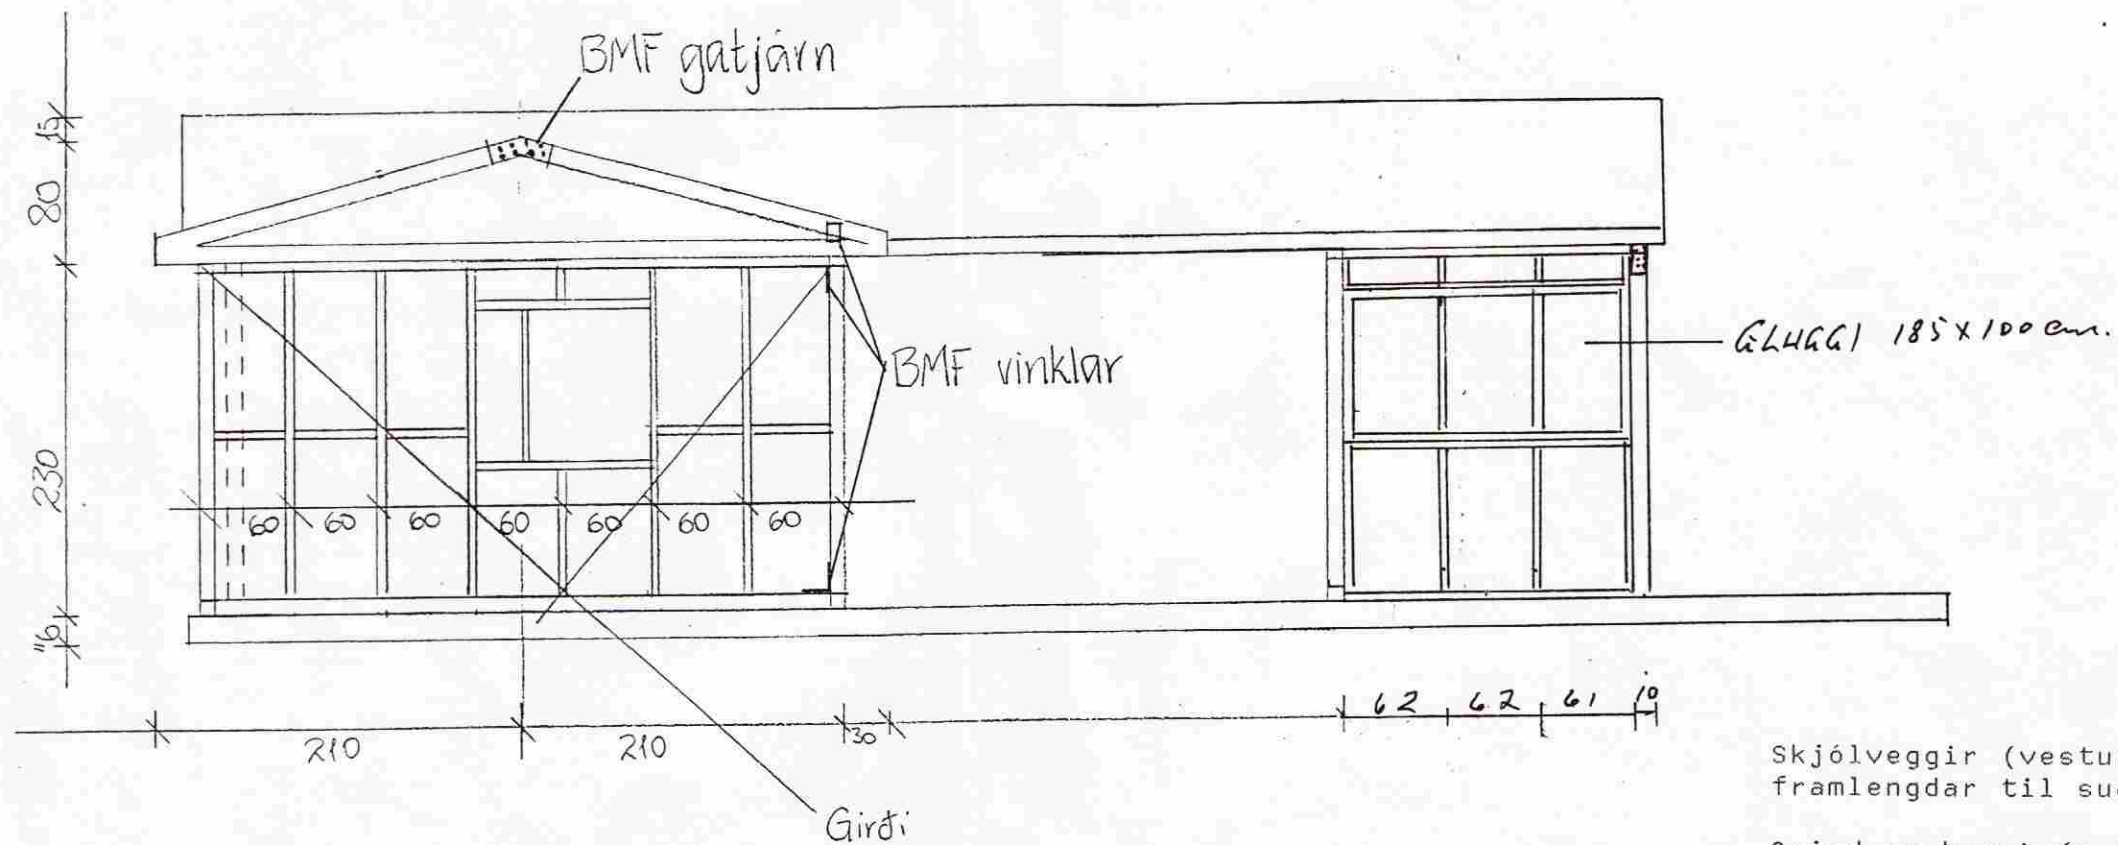 BMF gatjárn
15
80
230
"6
BMF vinklar
GLUGGI 185 X 100 cm.
60 60 60 60 60 60 60
210 210 30
62 62 61 10
Girði
Skjólveggir (vestu
framlengdar til su